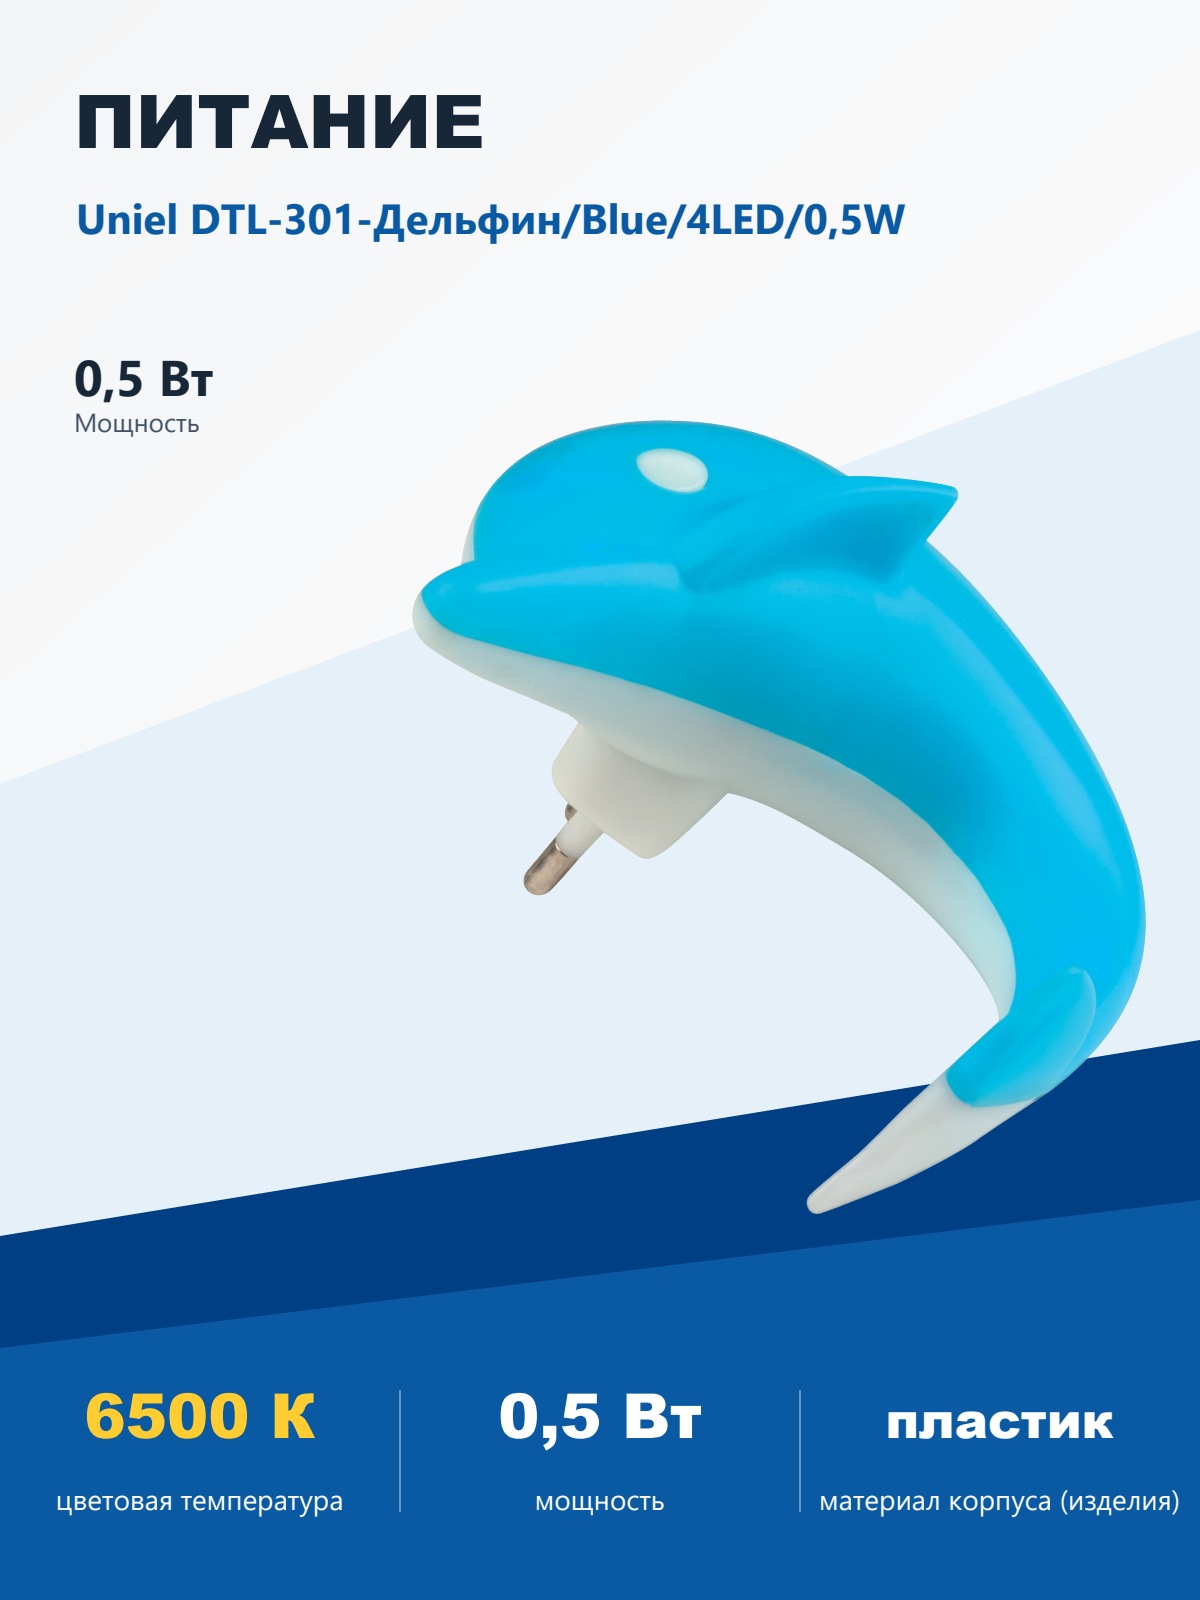 ПИТАНИЕ
Uniel DTL-301-Дельфин/Blue/4LED/0,5W
0,5 Вт
Мощность
6500 К
цветовая температура
0,5 Вт
мощность
пластик
материал корпуса (изделия)